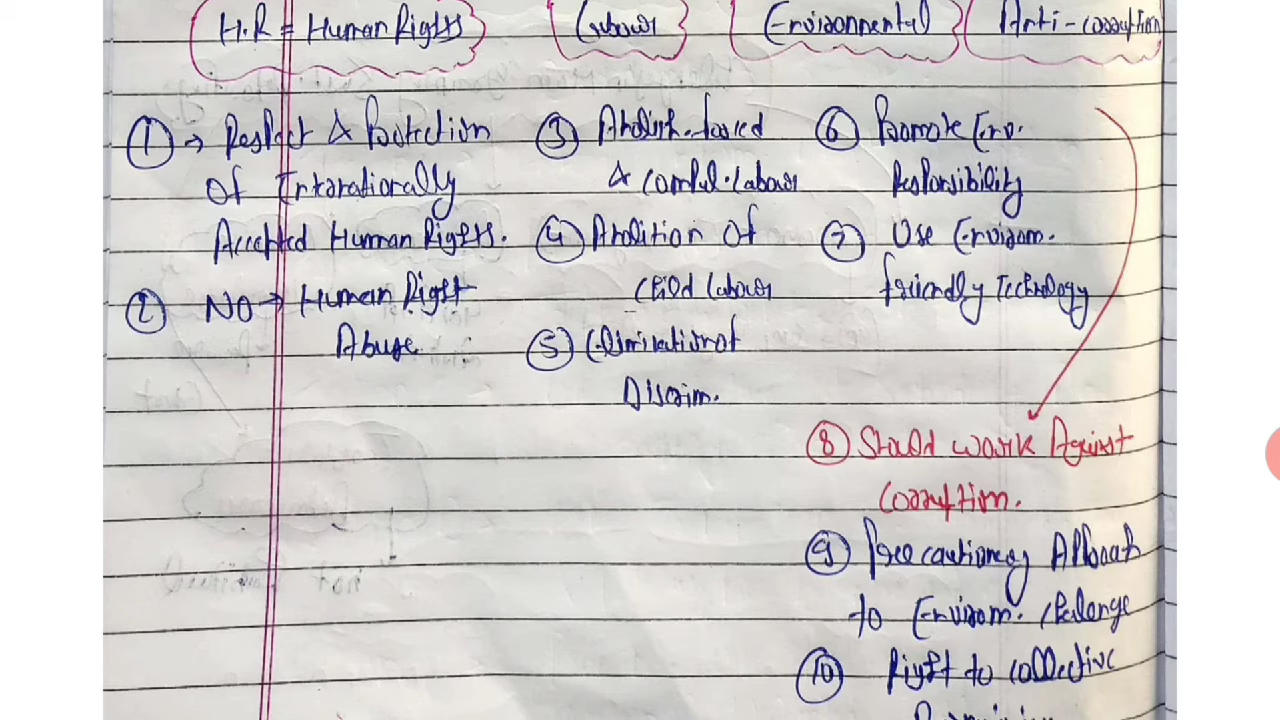 H.R = Human Rights
Labour
Environmental
Anti-corruption
① → Respect & Protection
of Internationally
Accepted Human Rights.
② NO → Human Right
Abuse
③ Abolish. forced
& compul. labour
④ Abolition of
Child labour
⑤ Elimination of
Discrim.
⑥ Promote Env.
Responsibility
⑦ Use Environ.
friendly Technology
⑧ Should work Against
Corruption.
⑨ Precautionary Approach
to Environ. Challenge
⑩ Right to collective